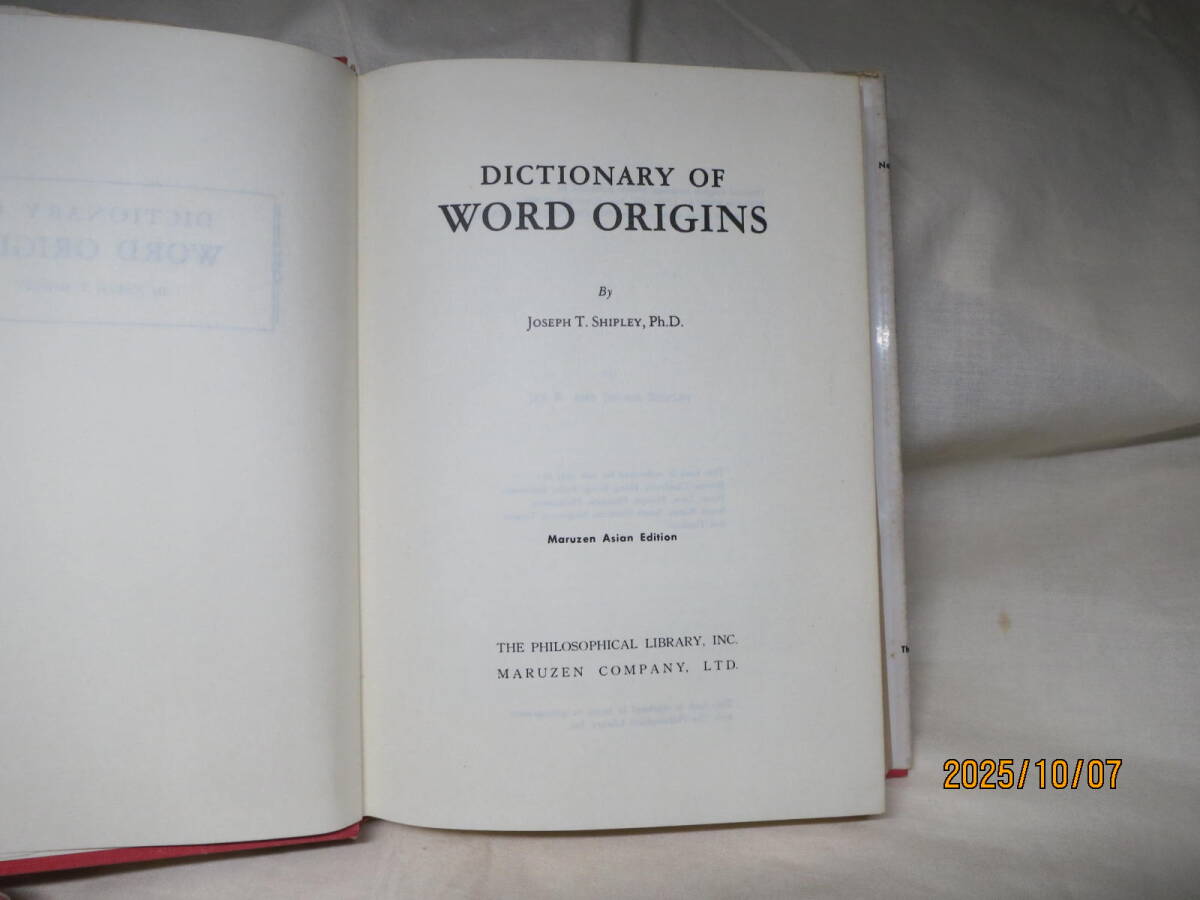 DICTIONARY OF
WORD ORIGINS
By
JOSEPH T. SHIPLEY, Ph.D.
Maruzen Asian Edition
THE PHILOSOPHICAL LIBRARY, INC.
MARUZEN COMPANY, LTD.
2025/10/07